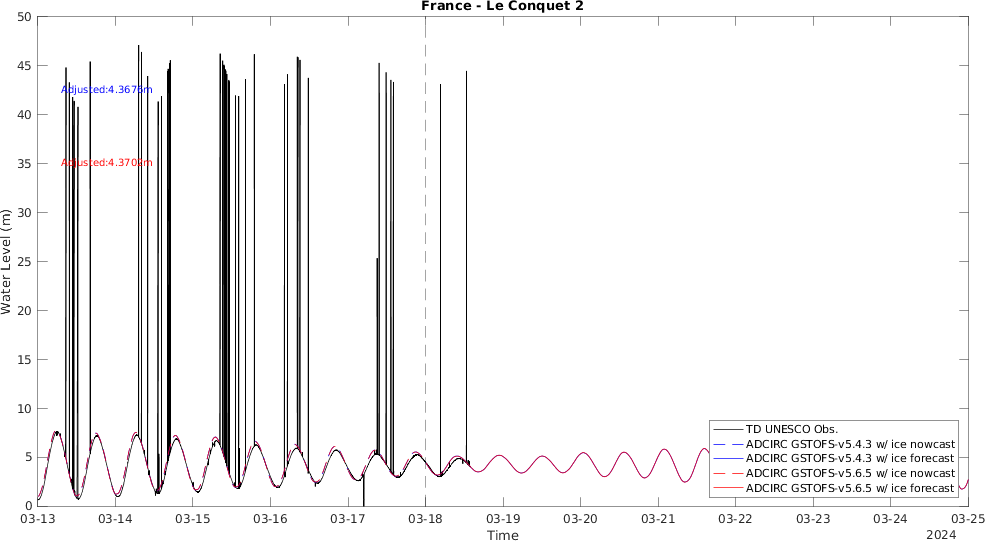 France - Le Conquet 2
50
45
40
35
30
25
20
15
10
5
0
Water Level (m)
Adjusted:4.3676m
Adjusted:4.3702m
TD UNESCO Obs.
ADCIRC GSTOFS-v5.4.3 w/ ice nowcast
ADCIRC GSTOFS-v5.4.3 w/ ice forecast
ADCIRC GSTOFS-v5.6.5 w/ ice nowcast
ADCIRC GSTOFS-v5.6.5 w/ ice forecast
03-13 03-14 03-15 03-16 03-17 03-18 03-19 03-20 03-21 03-22 03-23 03-24 03-25
2024
Time